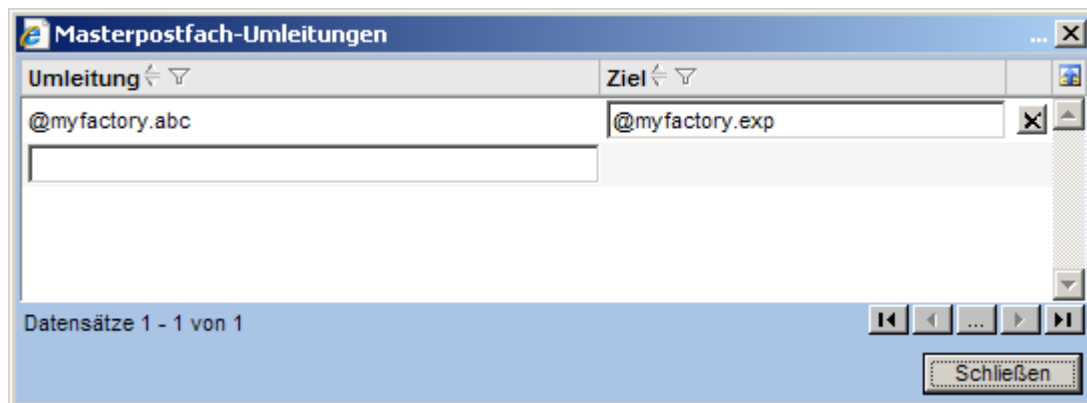 Masterpostfach-Umleitungen ...
Umleitung Ziel
@myfactory.abc @myfactory.exp
Datensätze 1 - 1 von 1 ...
Schließen